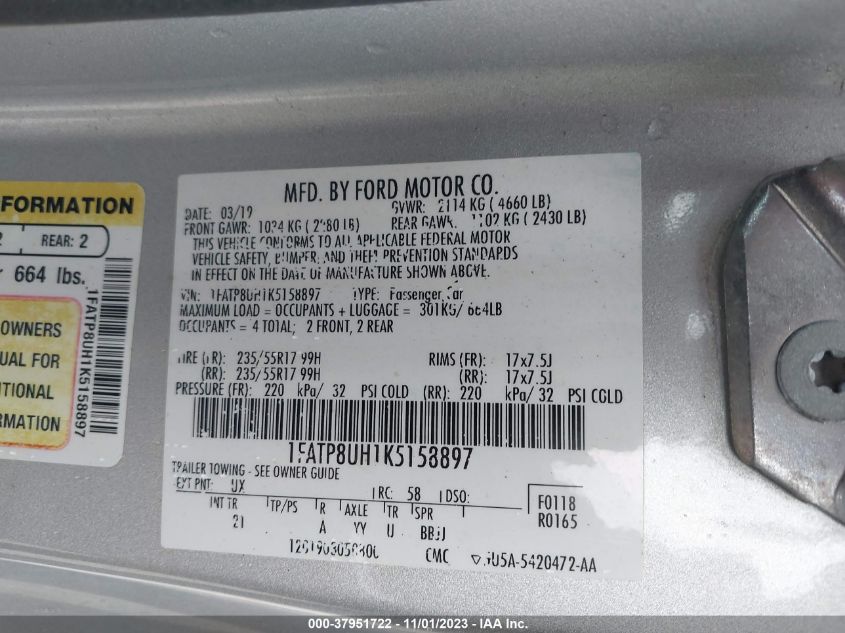 FORMATION
2 REAR: 2
664 lbs.
OWNERS
UAL FOR
ITIONAL
RMATION
1FATP8UH1K5158897
MFD. BY FORD MOTOR CO.
DATE: 03/19 GVWR: 2114 KG ( 4660 LB)
FRONT GAWR: KG ( LB) REAR GAWR: 1102 KG ( 2430 LB)
THIS VEHICLE CONFORMS TO ALL APPLICABLE FEDERAL MOTOR
VEHICLE SAFETY, BUMPER, AND THEFT PREVENTION STANDARDS
IN EFFECT ON THE DATE OF MANUFACTURE SHOWN ABOVE.
VIN: 1FATP8UH1K5158897 TYPE: Passenger Car
MAXIMUM LOAD = OCCUPANTS + LUGGAGE = 301KG/ 664LB
OCCUPANTS = 4 TOTAL; 2 FRONT, 2 REAR
TIRE (FR): 235/55R17 99H RIMS (FR): 17x7.5J
(RR): 235/55R17 99H (RR): 17x7.5J
PRESSURE (FR): 220 kPa/ 32 PSI COLD (RR): 220 kPa/ 32 PSI COLD
1FATP8UH1K5158897
TRAILER TOWING - SEE OWNER GUIDE
EXT PNT: UX RC: 58 DSO: F0118
INT TR TP/PS R AXLE TR SPR R0165
21 A YY U
CMC
000-37951722 - 11/01/2023 - © IAA Inc.